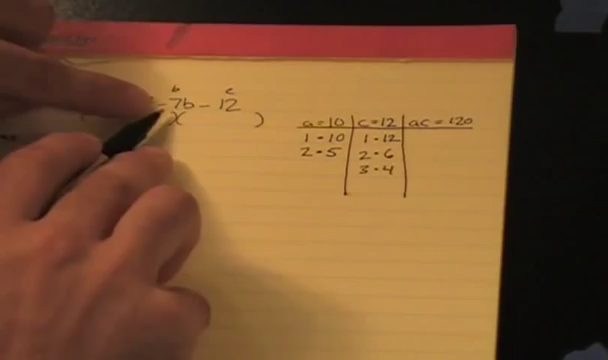 b c
- 7b - 12
)( )
a = 10 c = 12 ac = 120
1 · 10 1 · 12
2 · 5 2 · 6
3 · 4